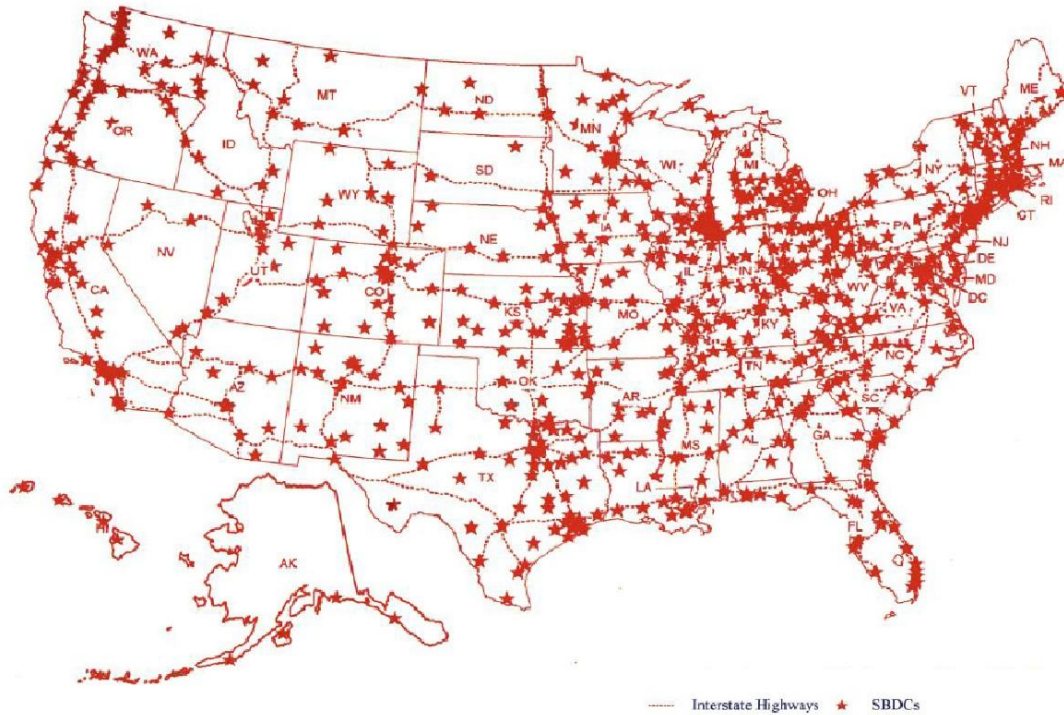 WA
MT
ND
VT
ME
OR
MN
ID
SD
WI
MI
NY
NH
MA
WY
OH
RI
CT
IA
PA
NV
NE
NJ
UT
IL
IN
DE
MD
CA
CO
WV
DC
KS
MO
KY
VA
TN
NC
AZ
NM
OK
AR
SC
MS
AL
GA
TX
LA
HI
FL
AK
Interstate Highways SBDCs